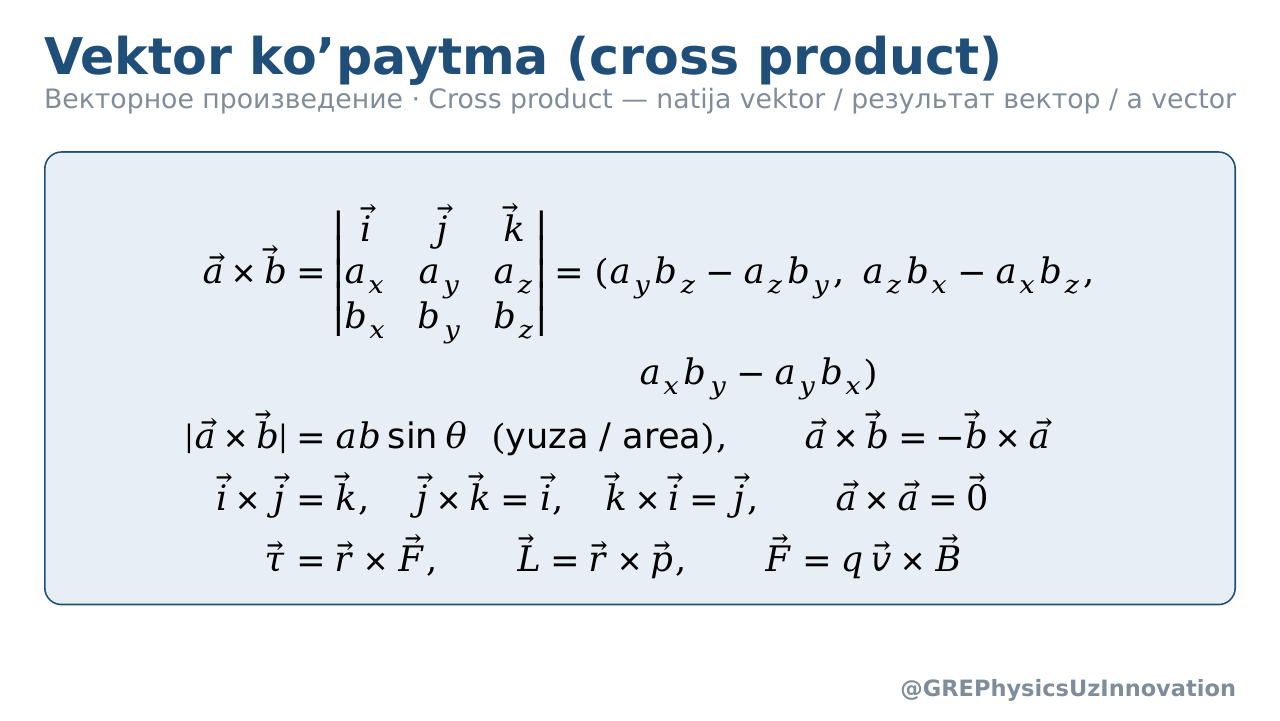 Vektor ko’paytma (cross product)
Векторное произведение · Cross product — natija vektor / результат вектор / a vector
a⃗ × b⃗ = | i⃗ j⃗ k⃗ |
| a_x a_y a_z | = (a_y b_z − a_z b_y, a_z b_x − a_x b_z,
| b_x b_y b_z |
a_x b_y − a_y b_x)
|a⃗ × b⃗| = ab sin θ (yuza / area), a⃗ × b⃗ = −b⃗ × a⃗
i⃗ × j⃗ = k⃗, j⃗ × k⃗ = i⃗, k⃗ × i⃗ = j⃗, a⃗ × a⃗ = 0⃗
τ⃗ = r⃗ × F⃗, L⃗ = r⃗ × p⃗, F⃗ = q v⃗ × B⃗
@GREPhysicsUzInnovation